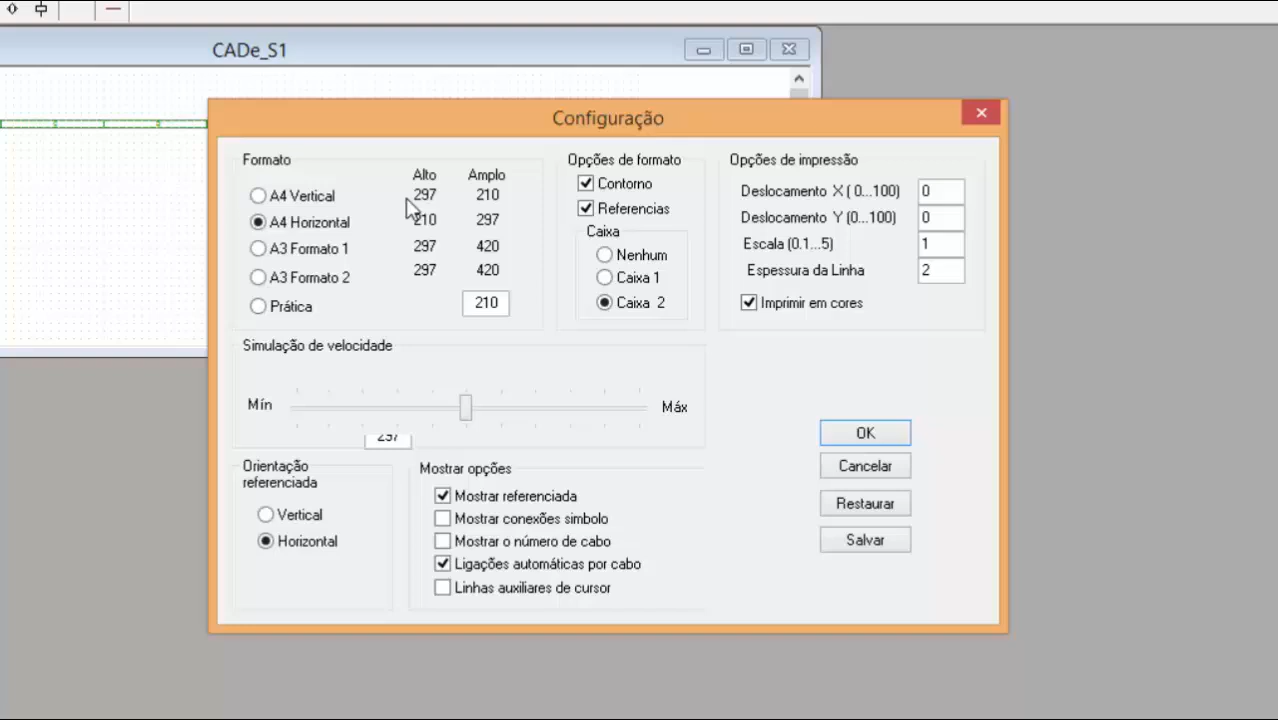 CADe_S1
Configuração
Formato
Alto Amplo
A4 Vertical 297 210
A4 Horizontal 210 297
A3 Formato 1 297 420
A3 Formato 2 297 420
Prática 210
Opções de formato
Contorno
Referencias
Caixa
Nenhum
Caixa 1
Caixa 2
Opções de impressão
Deslocamento X ( 0...100) 0
Deslocamento Y (0...100) 0
Escala (0.1...5) 1
Espessura da Linha 2
Imprimir em cores
Simulação de velocidade
Mín Máx
297
Orientação
referenciada
Vertical
Horizontal
Mostrar opções
Mostrar referenciada
Mostrar conexões simbolo
Mostrar o número de cabo
Ligações automáticas por cabo
Linhas auxiliares de cursor
OK
Cancelar
Restaurar
Salvar